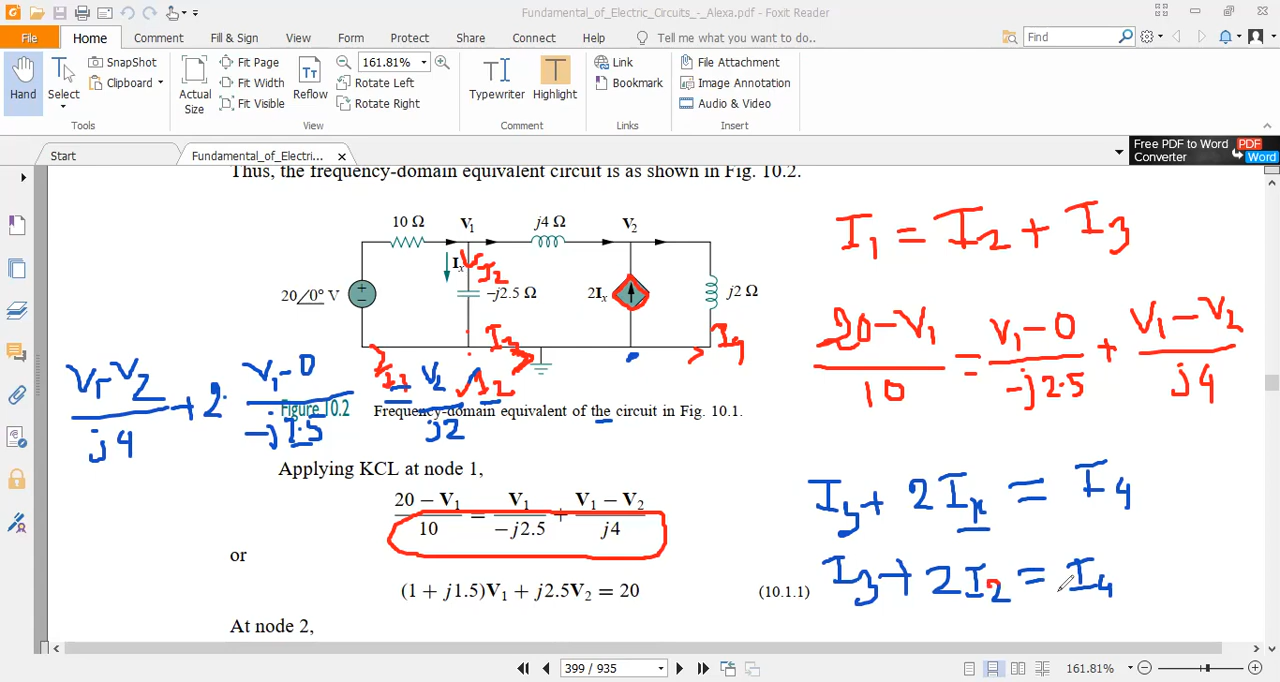 Fundamental_of_Electric_Circuits_-_Alexa.pdf - Foxit Reader
File Home Comment Fill & Sign View Form Protect Share Connect Help Tell me what you want to do.. Find
Hand
Select
SnapShot
Clipboard
Actual Size
Fit Page
Fit Width
Fit Visible
Reflow
161.81%
Rotate Left
Rotate Right
Typewriter
Highlight
Link
Bookmark
File Attachment
Image Annotation
Audio & Video
Tools View Comment Links Insert
Start Fundamental_of_Electri... Free PDF to Word Converter PDF Word
Thus, the frequency-domain equivalent circuit is as shown in Fig. 10.2.
10 Ω V1 j4 Ω V2
Ix I2
20/0° V -j2.5 Ω 2Ix j2 Ω
I1 I3 I4
I1 = I2 + I3
20-V1/10 = V1-0/-j2.5 + V1-V2/j4
V1-V2/j4 + 2. V1-0/-j2.5 V2/j2
Figure 10.2 Frequency-domain equivalent of the circuit in Fig. 10.1.
Applying KCL at node 1,
20 − V1/10 = V1/−j2.5 + V1 − V2/j4
or
(1 + j1.5)V1 + j2.5V2 = 20 (10.1.1)
At node 2,
I3 + 2Ix = I4
I3 + 2I2 = I4
399 / 935 161.81%